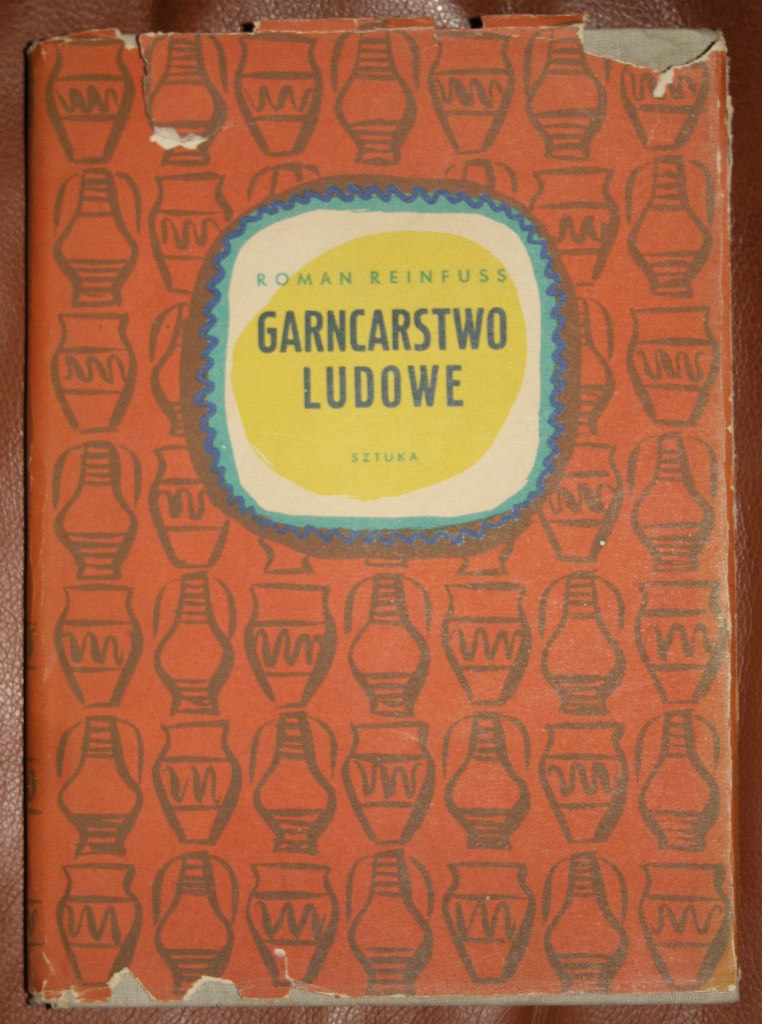 ROMAN REINFUSS
GARNCARSTWO
LUDOWE
SZTUKA